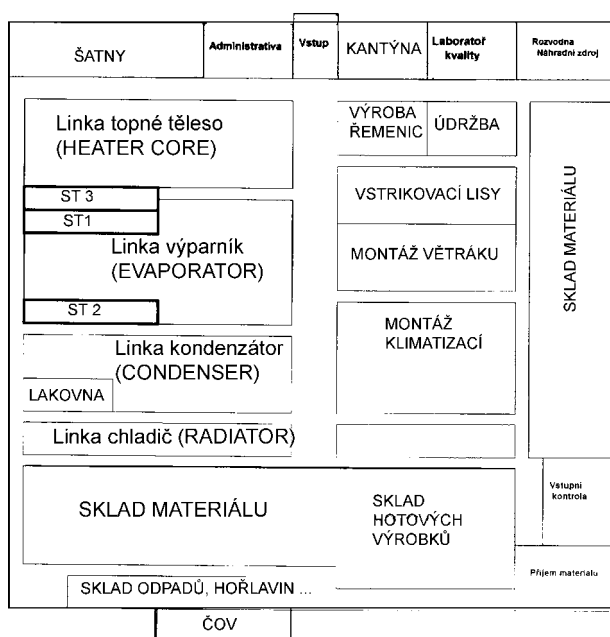 ŠATNY
Administrativa
Vstup
KANTÝNA
Laboratoř
kvality
Rozvodna
Náhradní zdroj
Linka topné těleso
(HEATER CORE)
VÝROBA
ŘEMENIC
ÚDRŽBA
SKLAD MATERIÁLU
ST 3
ST1
VSTRIKOVACÍ LISY
Linka výparník
(EVAPORATOR)
MONTÁŽ VĚTRÁKU
ST 2
MONTÁŽ
KLIMATIZACÍ
Linka kondenzátor
(CONDENSER)
LAKOVNA
Linka chladič (RADIATOR)
SKLAD MATERIÁLU
SKLAD
HOTOVÝCH
VÝROBKŮ
Vstupni
kontrola
Příjem materialu
SKLAD ODPADŮ, HOŘLAVIN ...
ČOV